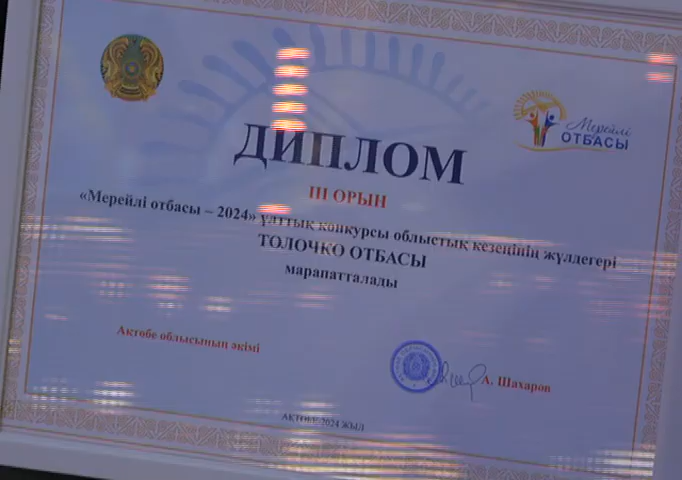 Мерейлі
ОТБАСЫ
ДИПЛОМ
ІІІ ОРЫН
«Мерейлі отбасы – 2024» ұлттық конкурсы облыстық кезеңінің жүлдегері
ТОЛОЧКО ОТБАСЫ
марапатталады
Ақтөбе облысының әкімі
А. Шахаров
АҚТӨБЕ 2024 ЖЫЛ